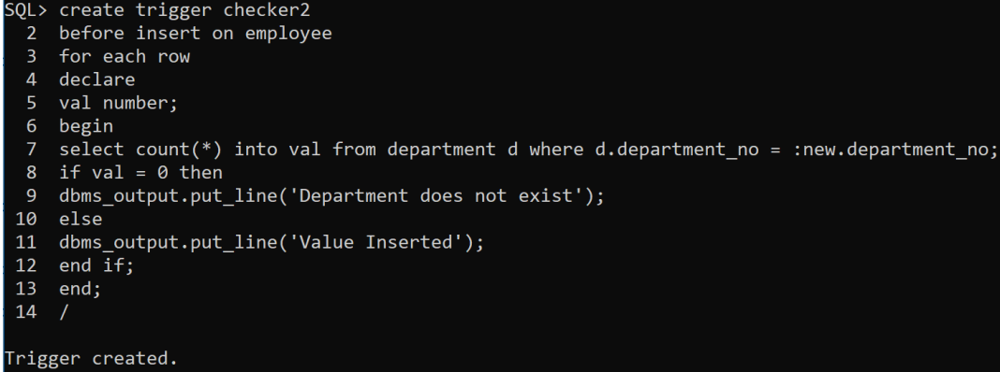 SQL> create trigger checker2
2 before insert on employee
3 for each row
4 declare
5 val number;
6 begin
7 select count(*) into val from department d where d.department_no = :new.department_no;
8 if val = 0 then
9 dbms_output.put_line('Department does not exist');
10 else
11 dbms_output.put_line('Value Inserted');
12 end if;
13 end;
14 /
Trigger created.